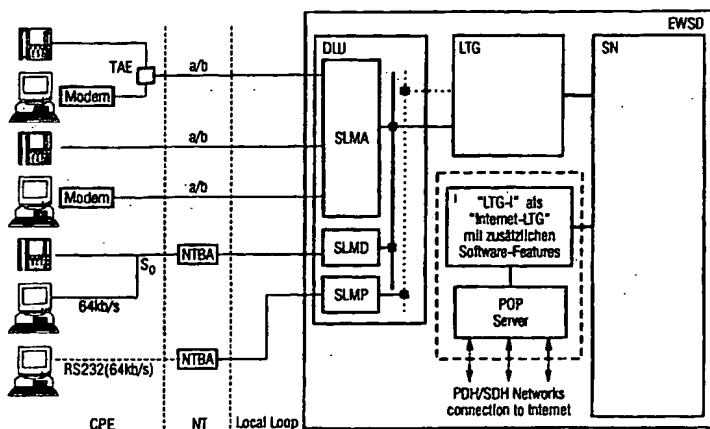 EWSD
DLU
LTG
SN
TAE
a/b
Modem
SLMA
a/b
Modem
a/b
I "LTG-I" als
"Internet-LTG"
mit zusätzlichen
Software-Features
S0
NTBA
SLMD
64kb/s
SLMP
POP
Server
RS232(64kb/s)
NTBA
PDH/SDH Networks
connection to Internet
CPE
NT
Local Loop